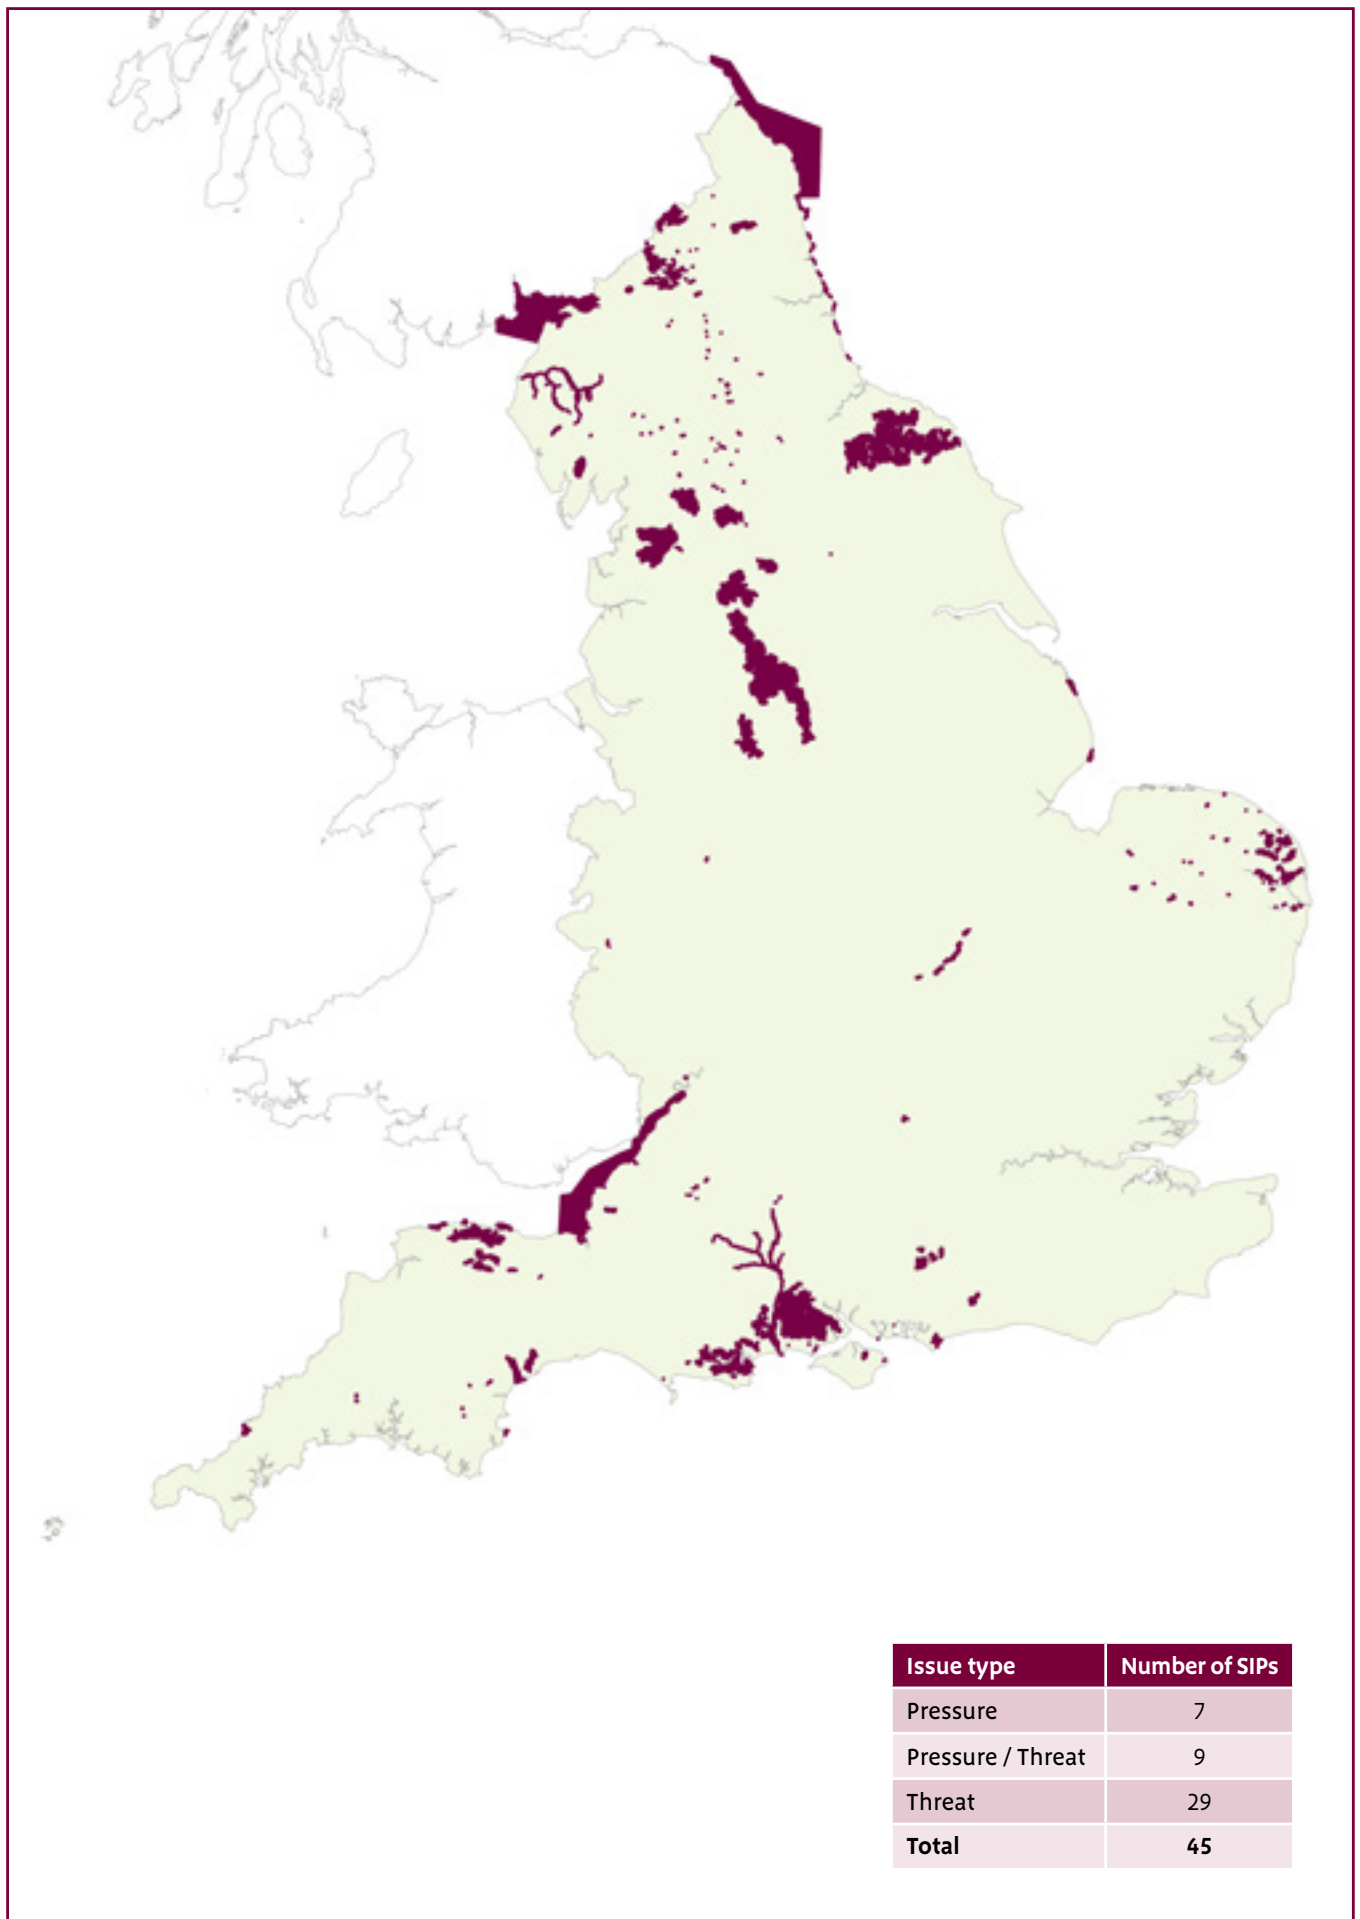 Issue type Number of SIPs
Pressure 7
Pressure / Threat 9
Threat 29
Total 45